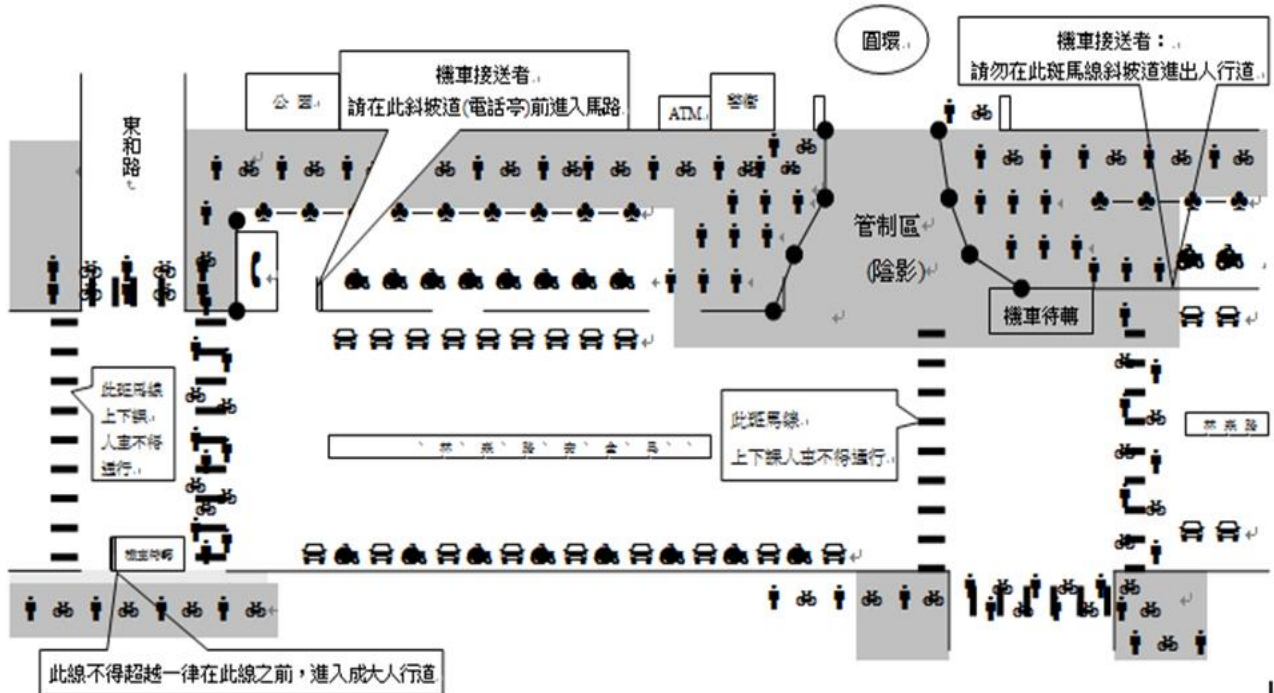 圓環
機車接送者：
請勿在此斑馬線斜坡道進出人行道
機車接送者
請在此斜坡道(電話亭)前進入馬路
公園
ATM
警衛
東和路
管制區
(陰影)
機車待轉
此斑馬線
上下課
人車不得
通行
此斑馬線
上下課人車不得通行
林森路
機車待轉
此線不得超越一律在此線之前，進入成大人行道